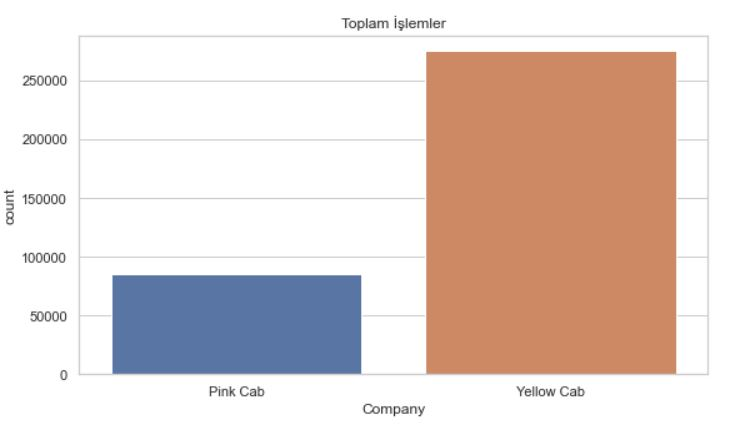 Toplam İşlemler
250000
200000
150000
100000
50000
0
count
Pink Cab
Yellow Cab
Company